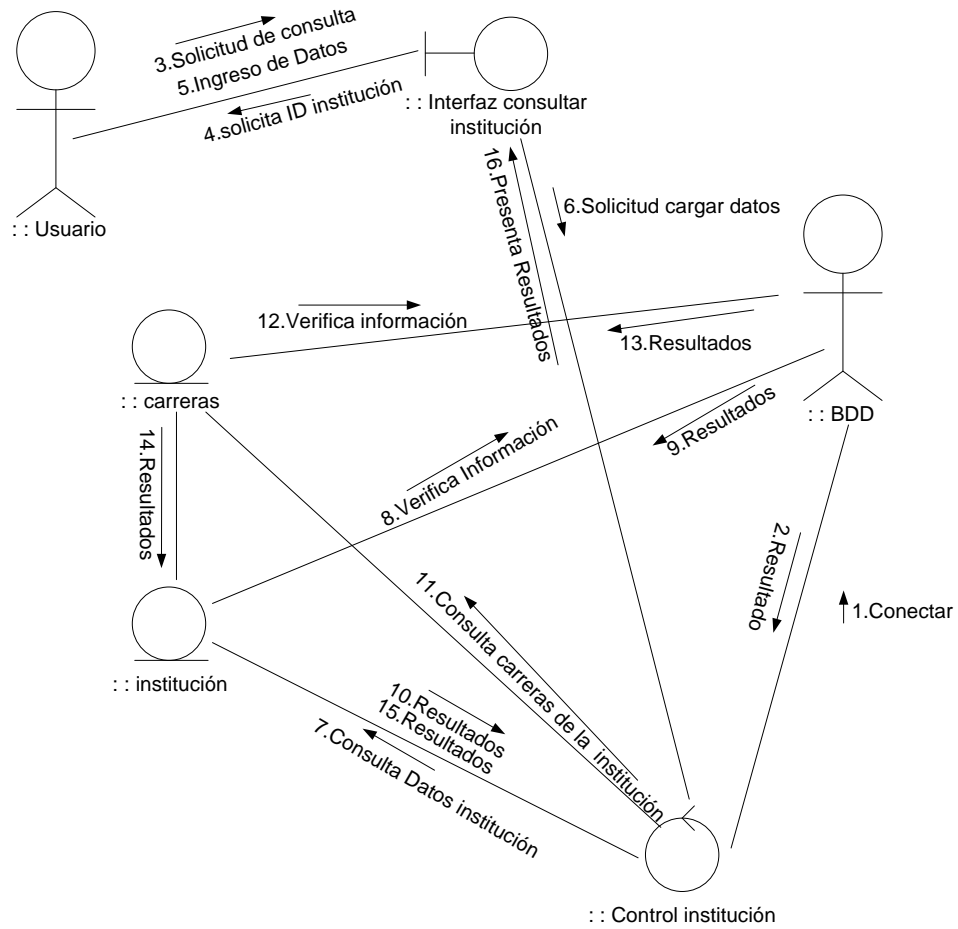 3.Solicitud de consulta
5.Ingreso de Datos
4.solicita ID institución
: : Interfaz consultar
institución
: : Usuario
16.Presenta Resultados
6.Solicitud cargar datos
12.Verifica información
13.Resultados
: : carreras
: : BDD
9.Resultados
14.Resultados
8.Verifica Información
2.Resultado
1.Conectar
11.Consulta carreras de la institución
: : institución
10.Resultados
15.Resultados
7.Consulta Datos institución
: : Control institución